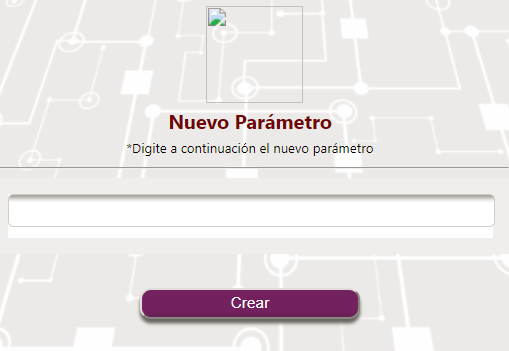 Nuevo Parámetro
*Digite a continuación el nuevo parámetro
Crear